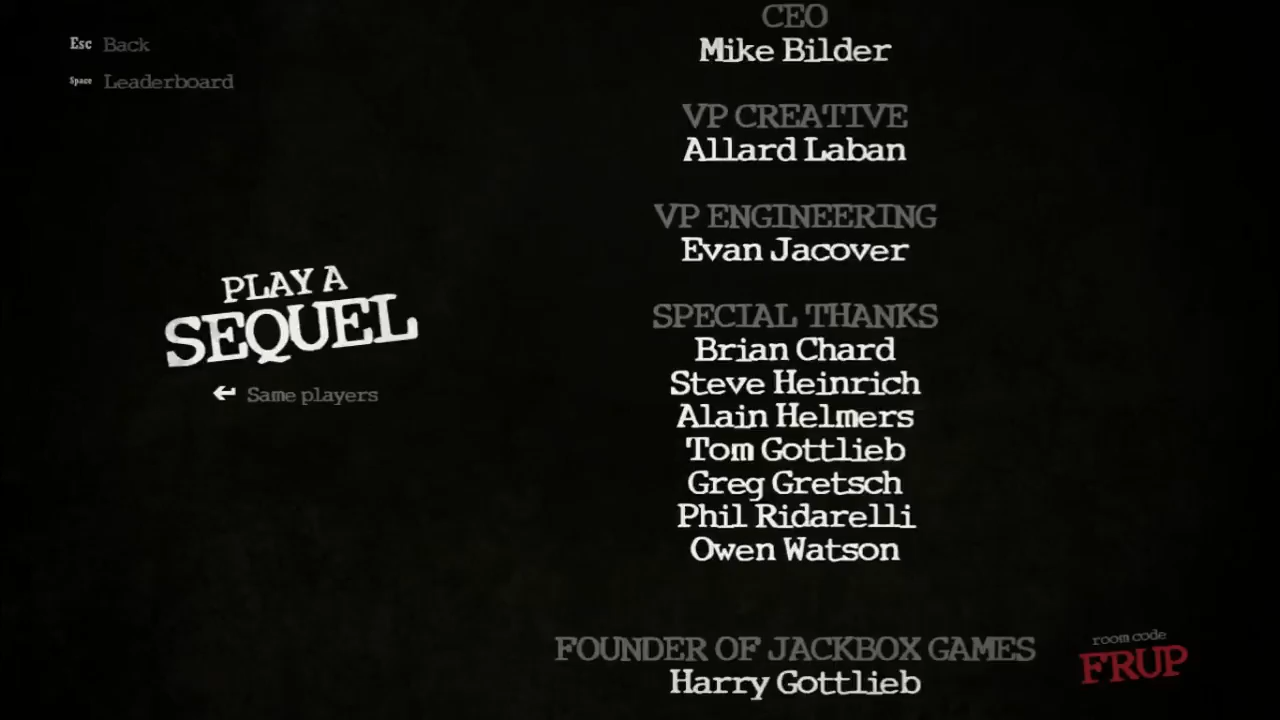 Esc Back
Space Leaderboard
PLAY A
SEQUEL
Same players
CEO
Mike Bilder
VP CREATIVE
Allard Laban
VP ENGINEERING
Evan Jacover
SPECIAL THANKS
Brian Chard
Steve Heinrich
Alain Helmers
Tom Gottlieb
Greg Gretsch
Phil Ridarelli
Owen Watson
FOUNDER OF JACKBOX GAMES
Harry Gottlieb
room code
FRUP